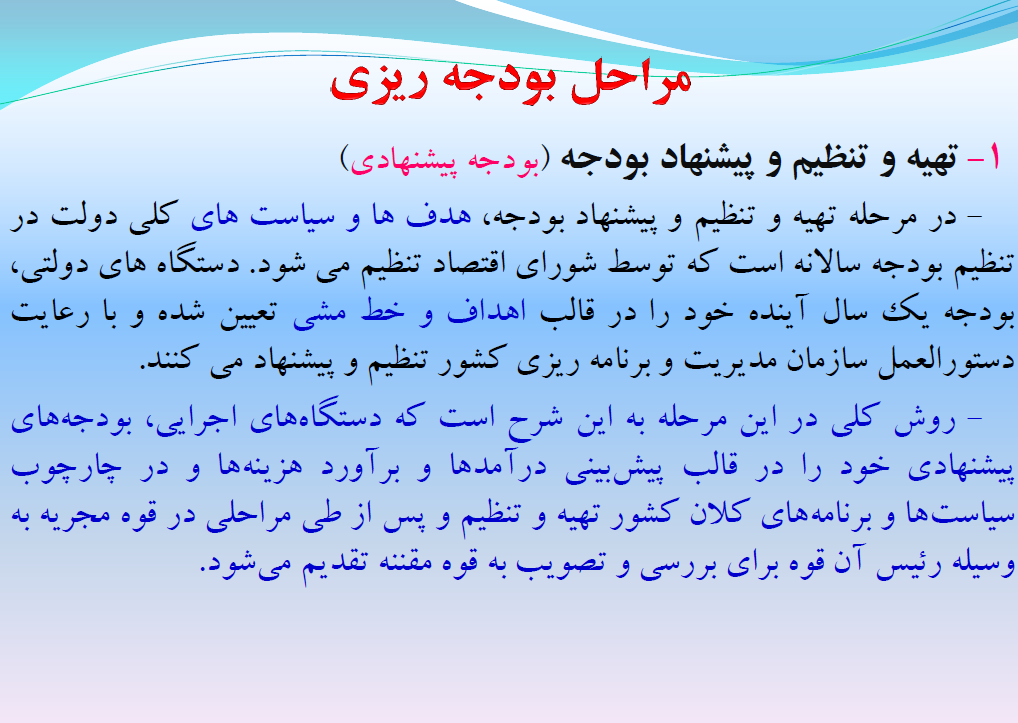 مراحل بودجه ریزی
۱- تهیه و تنظیم و پیشنهاد بودجه (بودجه پیشنهادی)
- در مرحله تهیه و تنظیم و پیشنهاد بودجه، هدف ها و سیاست های کلی دولت در
تنظیم بودجه سالانه است که توسط شورای اقتصاد تنظیم می شود. دستگاه های دولتی،
بودجه یک سال آینده خود را در قالب اهداف و خط مشی تعیین شده و با رعایت
دستورالعمل سازمان مدیریت و برنامه ریزی کشور تنظیم و پیشنهاد می کنند.
- روش کلی در این مرحله به این شرح است که دستگاه‌های اجرایی، بودجه‌های
پیشنهادی خود را در قالب پیش‌بینی درآمدها و برآورد هزینه‌ها و در چارچوب
سیاست‌ها و برنامه‌های کلان کشور تهیه و تنظیم و پس از طی مراحلی در قوه مجریه به
وسیله رئیس آن قوه برای بررسی و تصویب به قوه مقننه تقدیم می‌شود.